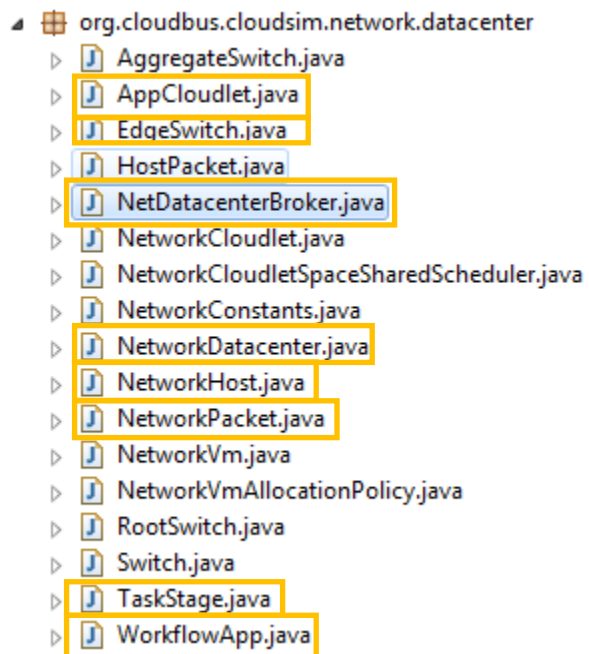 org.cloudbus.cloudsim.network.datacenter
AggregateSwitch.java
AppCloudlet.java
EdgeSwitch.java
HostPacket.java
NetDatacenterBroker.java
NetworkCloudlet.java
NetworkCloudletSpaceSharedScheduler.java
NetworkConstants.java
NetworkDatacenter.java
NetworkHost.java
NetworkPacket.java
NetworkVm.java
NetworkVmAllocationPolicy.java
RootSwitch.java
Switch.java
TaskStage.java
WorkflowApp.java